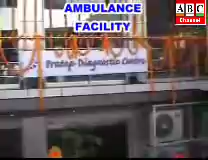 AMBULANCE
FACILITY
ABC
Channel
Pratap Diagnostic Centre